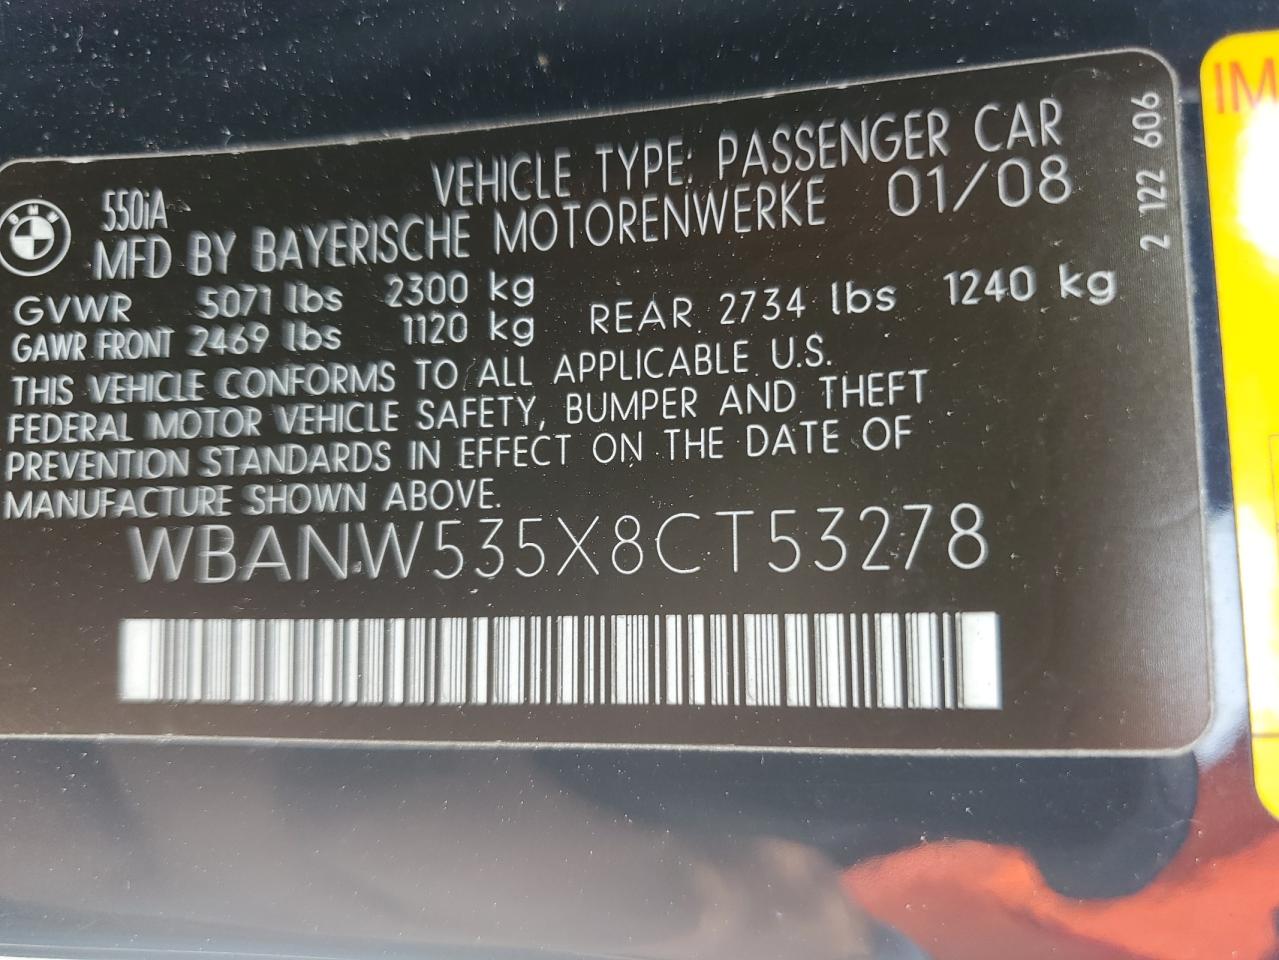 VEHICLE TYPE: PASSENGER CAR
550iA
MFD BY BAYERISCHE MOTORENWERKE 01/08
GVWR 5071 lbs 2300 kg
GAWR FRONT 2469 lbs 1120 kg REAR 2734 lbs 1240 kg
THIS VEHICLE CONFORMS TO ALL APPLICABLE U.S.
FEDERAL MOTOR VEHICLE SAFETY, BUMPER AND THEFT
PREVENTION STANDARDS IN EFFECT ON THE DATE OF
MANUFACTURE SHOWN ABOVE.
WBANW535X8CT53278
2 122 606
IM